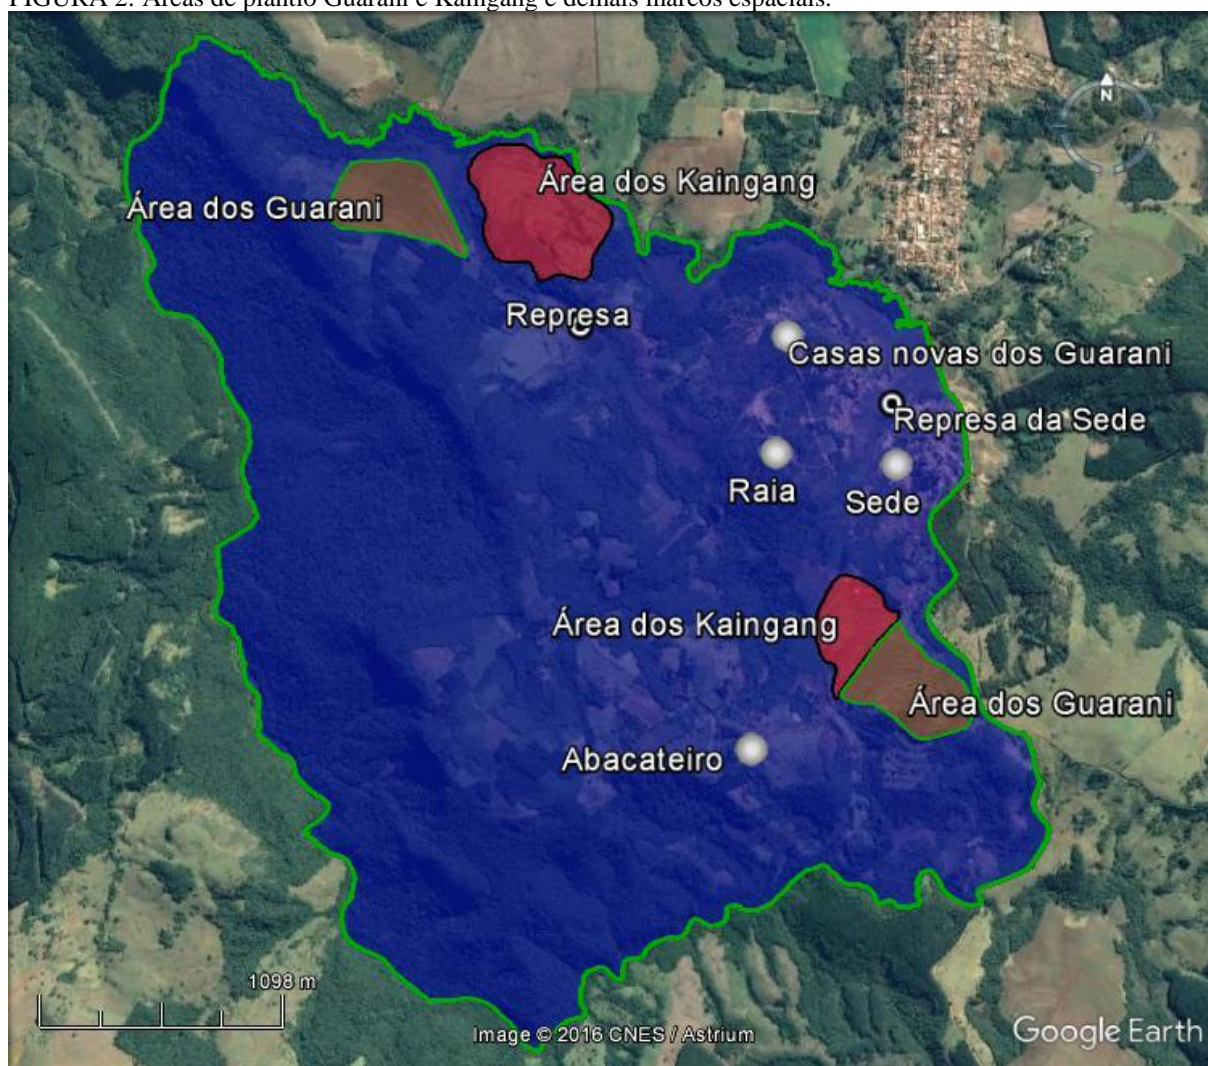 FIGURA 2: Áreas de plantio Guarani e Kaingang e demais marcos espaciais.
N
Área dos Kaingang
Área dos Guarani
Represa
Casas novas dos Guarani
Represa da Sede
Raia
Sede
Área dos Kaingang
Área dos Guarani
Abacateiro
1098 m
Image © 2016 CNES / Astrium
Google Earth